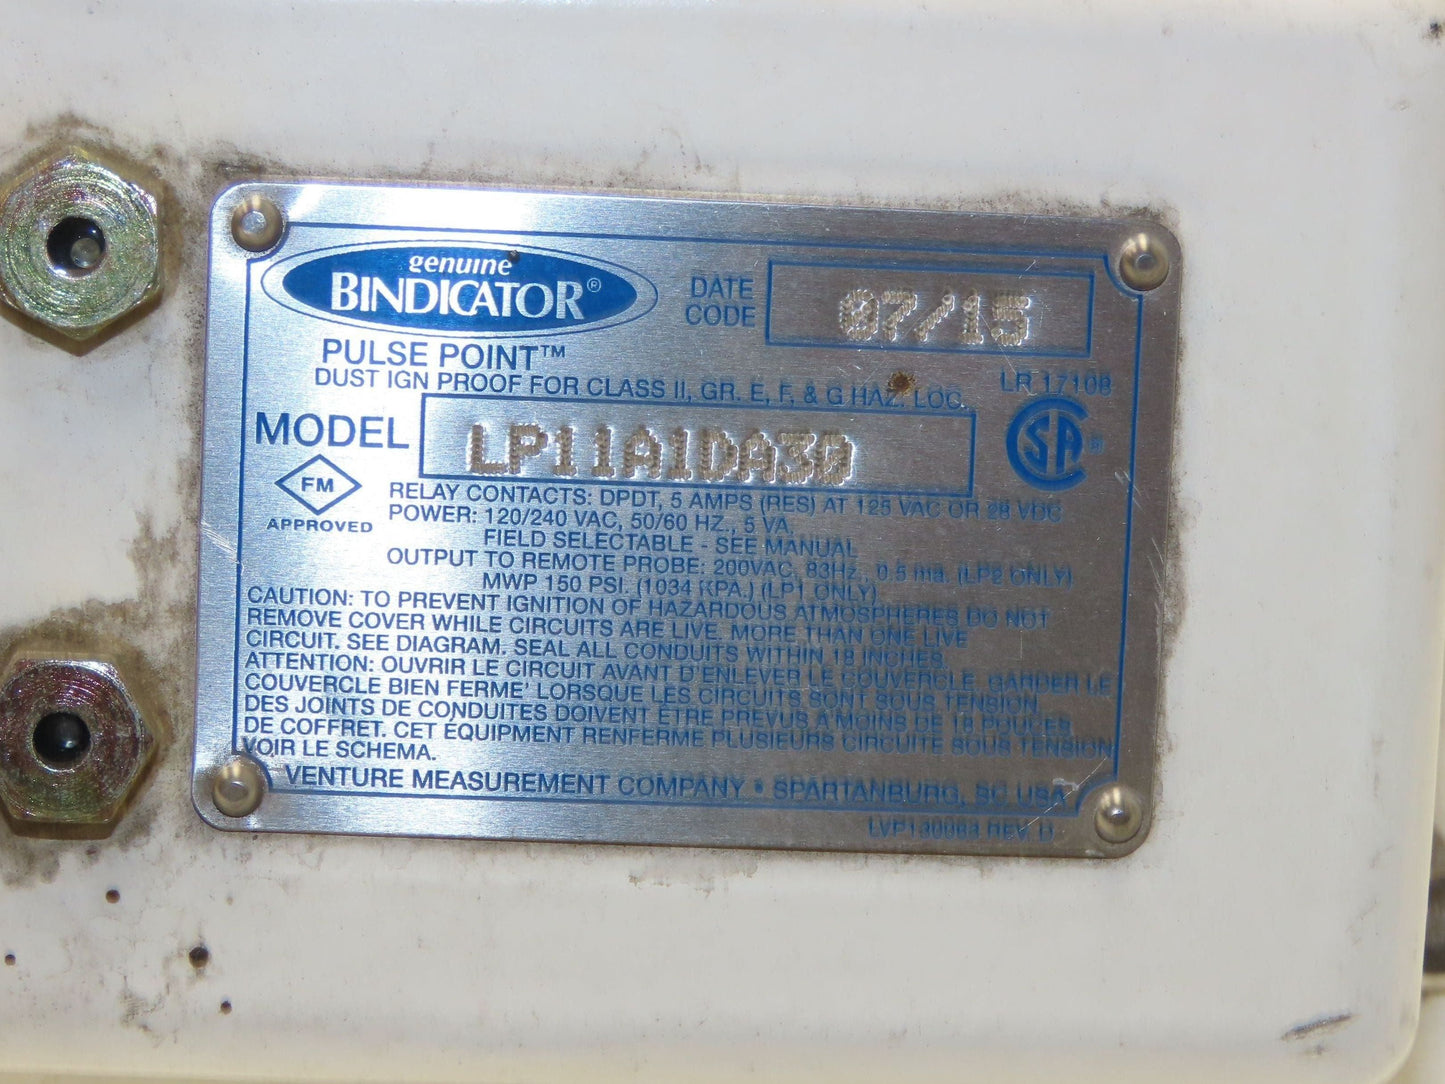 genuine
BINDICATOR®
DATE CODE 07/15
PULSE POINT™
DUST IGN PROOF FOR CLASS II, GR. E, F, & G HAZ. LOC.
LR 17108
MODEL LP11A1DA30
CSA®
FM
APPROVED
RELAY CONTACTS: DPDT, 5 AMPS (RES) AT 125 VAC OR 28 VDC
POWER: 120/240 VAC, 50/60 HZ., 5 VA.
FIELD SELECTABLE - SEE MANUAL
OUTPUT TO REMOTE PROBE: 200VAC, 83Hz., 0.5 ma. (LP2 ONLY)
MWP 150 PSI. (1034 KPA.) (LP1 ONLY)
CAUTION: TO PREVENT IGNITION OF HAZARDOUS ATMOSPHERES DO NOT
REMOVE COVER WHILE CIRCUITS ARE LIVE. MORE THAN ONE LIVE
CIRCUIT. SEE DIAGRAM. SEAL ALL CONDUITS WITHIN 18 INCHES.
ATTENTION: OUVRIR LE CIRCUIT AVANT D'ENLEVER LE COUVERCLE. GARDER LE
COUVERCLE BIEN FERME' LORSQUE LES CIRCUITS SONT SOUS TENSION.
DES JOINTS DE CONDUITES DOIVENT ÊTRE PRÉVUS A'MOINS DE 18 POUCES
DE COFFRET. CET ÉQUIPMENT RENFERME PLUSIEURS CIRCUITE SOUS TENSION
VOIR LE SCHEMA.
VENTURE MEASUREMENT COMPANY • SPARTANBURG, SC USA
LVP130063 REV. D